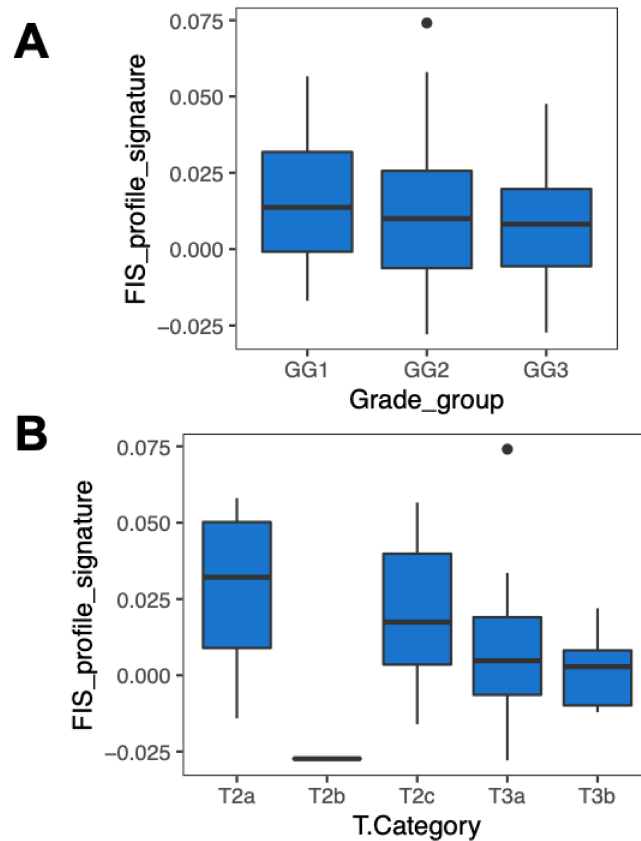 A
FIS_profile_signature
0.075
0.050
0.025
0.000
−0.025
GG1 GG2 GG3
Grade_group
B
FIS_profile_signature
0.075
0.050
0.025
0.000
−0.025
T2a T2b T2c T3a T3b
T.Category